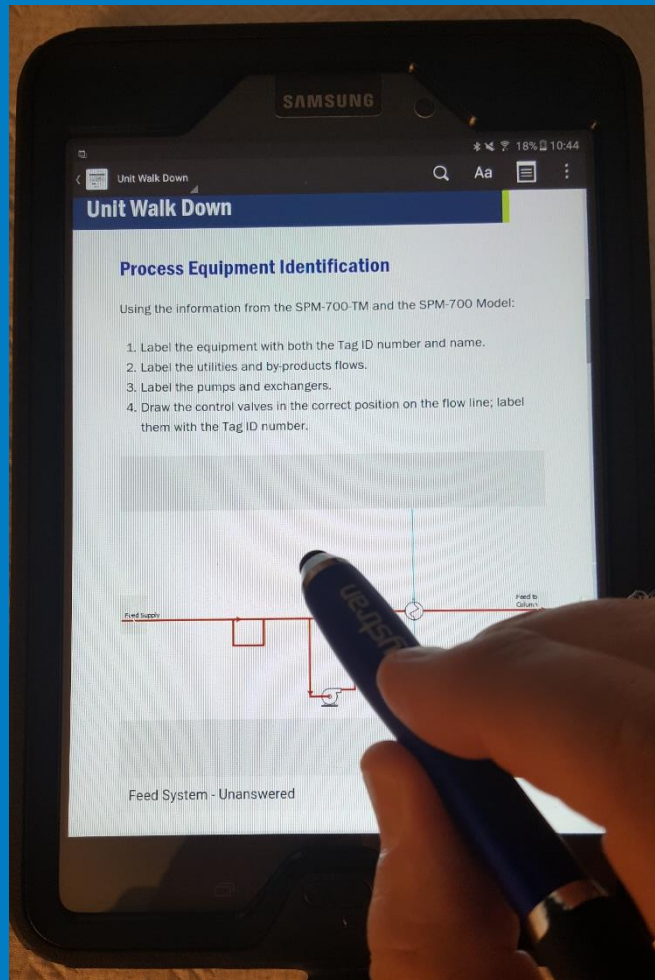 SAMSUNG
18% 10:44
Unit Walk Down
Aa
Unit Walk Down
Process Equipment Identification
Using the information from the SPM-700-TM and the SPM-700 Model:
1. Label the equipment with both the Tag ID number and name.
2. Label the utilities and by-products flows.
3. Label the pumps and exchangers.
4. Draw the control valves in the correct position on the flow line; label
them with the Tag ID number.
Feed Supply
Feed to
Column
Feed System - Unanswered